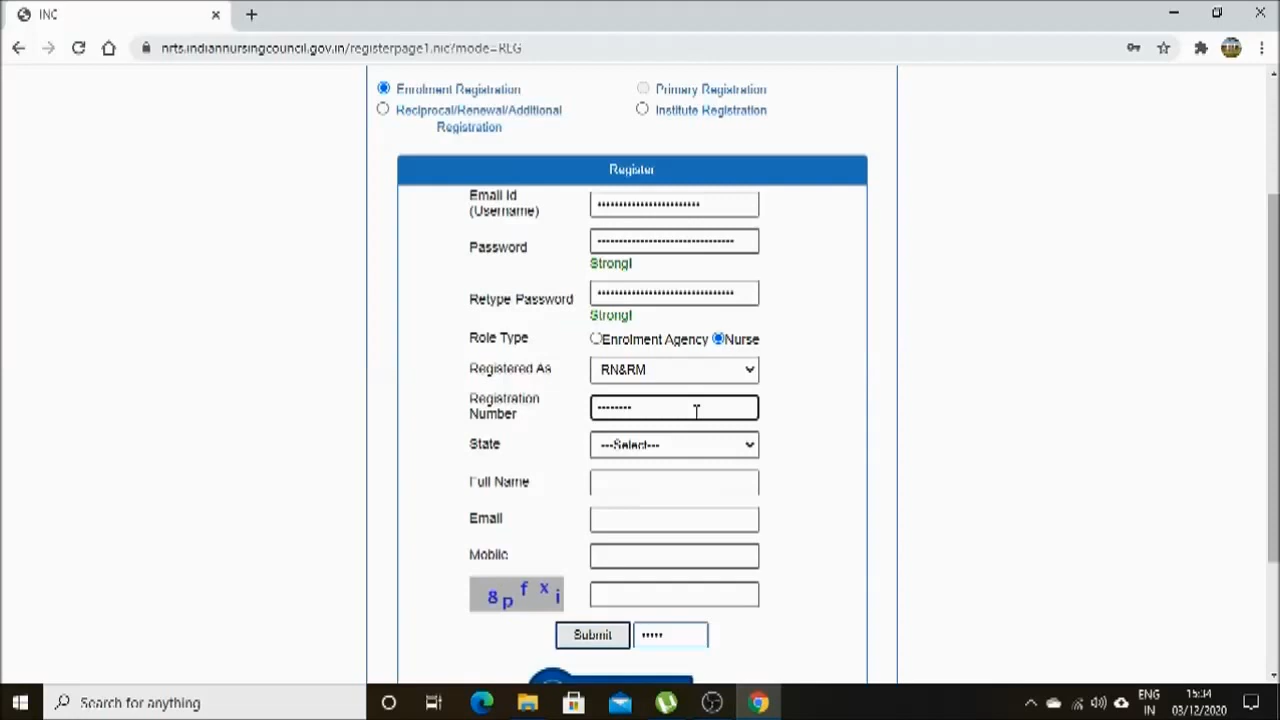 INC
nrts.indiannursingcouncil.gov.in/registerpage1.nic?mode=RLG
Enrolment Registration
Primary Registration
Reciprocal/Renewal/Additional Registration
Institute Registration
Register
Email Id (Username)
Password
Strong!
Retype Password
Strong!
Role Type
Enrolment Agency Nurse
Registered As
RN&RM
Registration Number
State
---Select---
Full Name
Email
Mobile
8pfxi
Submit
Search for anything
ENG
IN
15:34
03/12/2020